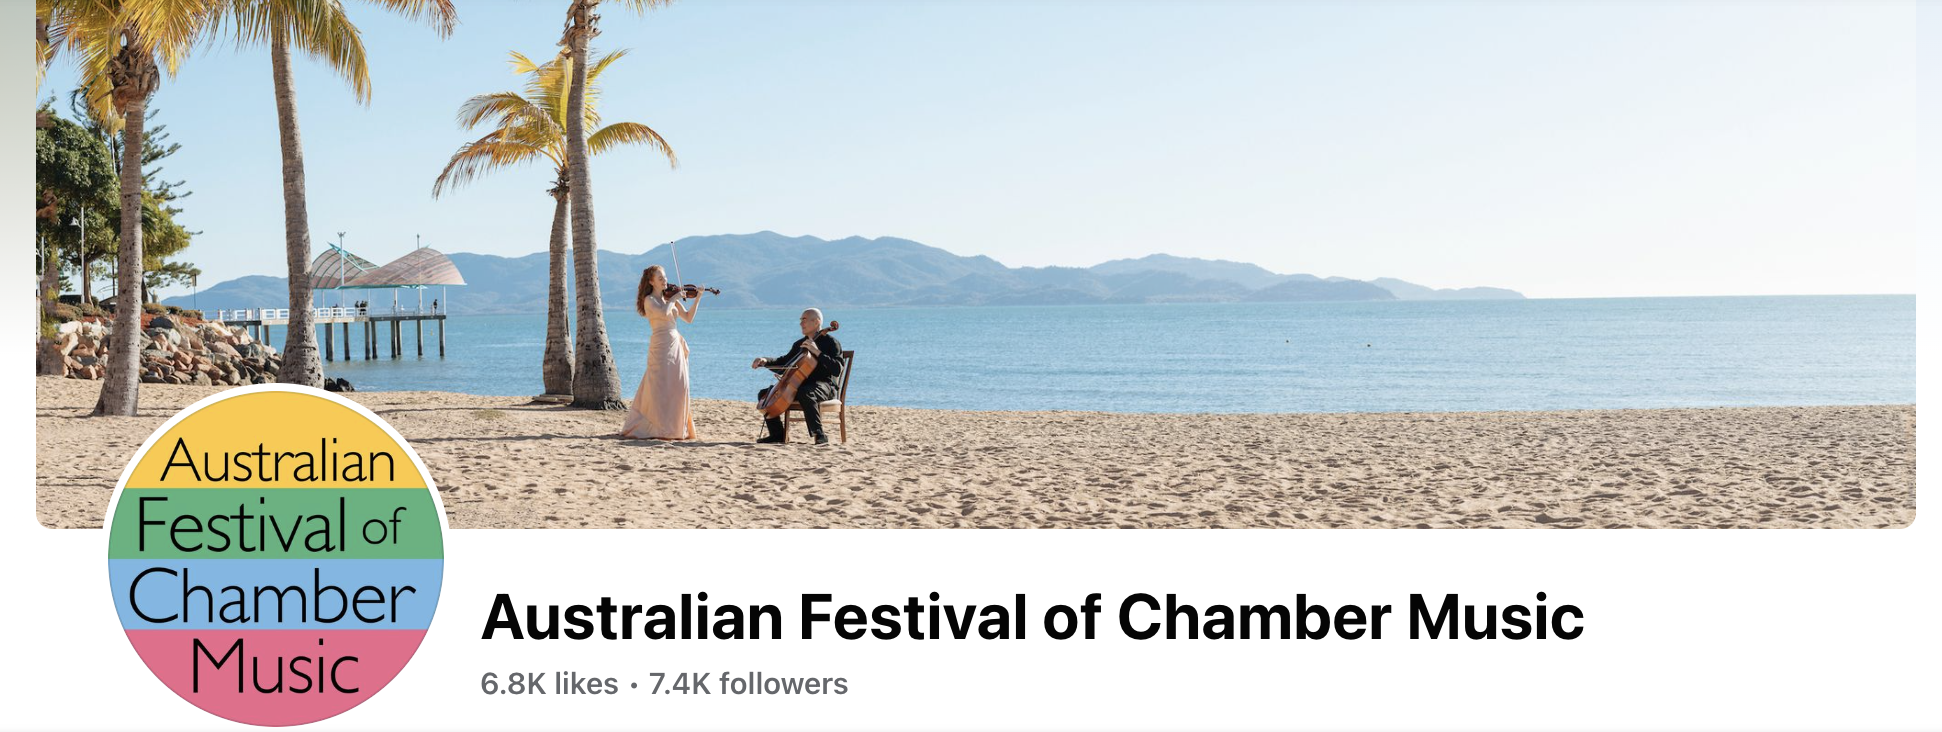 Australian
Festival of
Chamber
Music
Australian Festival of Chamber Music
6.8K likes · 7.4K followers